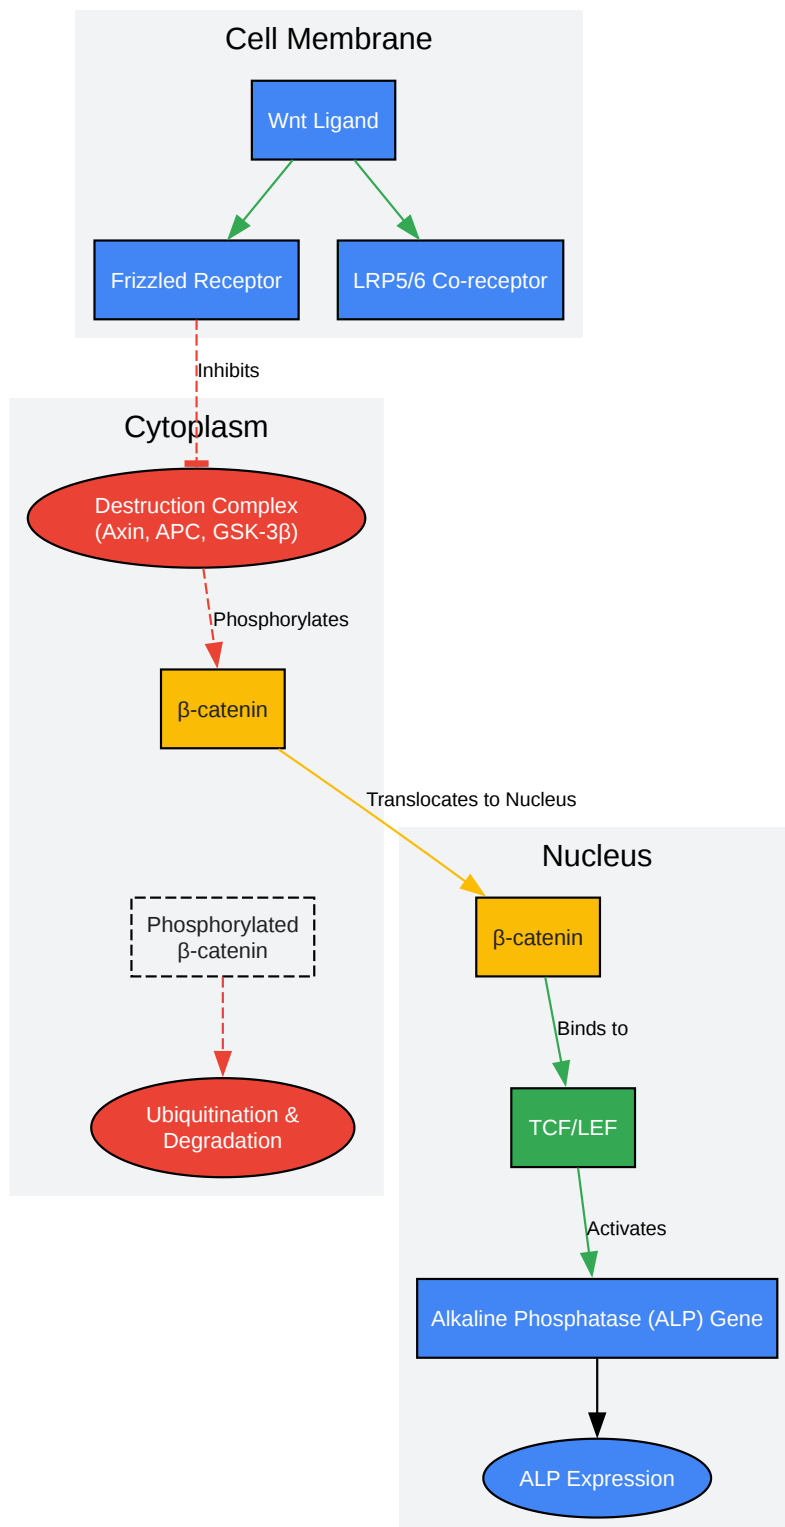 Cell Membrane
Wnt Ligand
Frizzled Receptor
LRP5/6 Co-receptor
Inhibits
Cytoplasm
Destruction Complex
(Axin, APC, GSK-3β)
Phosphorylates
β-catenin
Translocates to Nucleus
Nucleus
Phosphorylated
β-catenin
β-catenin
Binds to
Ubiquitination &
Degradation
TCF/LEF
Activates
Alkaline Phosphatase (ALP) Gene
ALP Expression